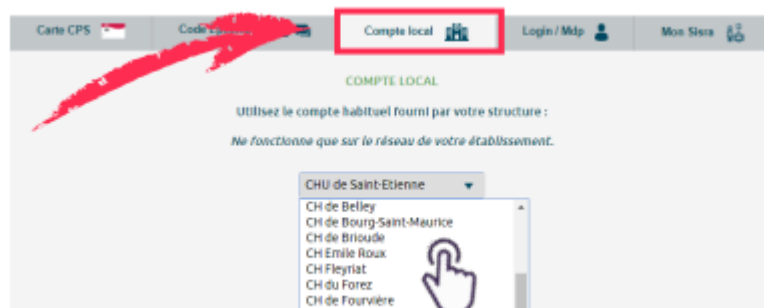 Carte CPS
Code
Compte local
Login / Mdp
Mon Sisra
COMPTE LOCAL
Utilisez le compte habituel fourni par votre structure :
Ne fonctionne que sur le réseau de votre établissement.
CHU de Saint-Etienne
CH de Belley
CH de Bourg-Saint-Maurice
CH de Brioude
CH Emile Roux
CH Fleyriat
CH du Forez
CH de Fourvière